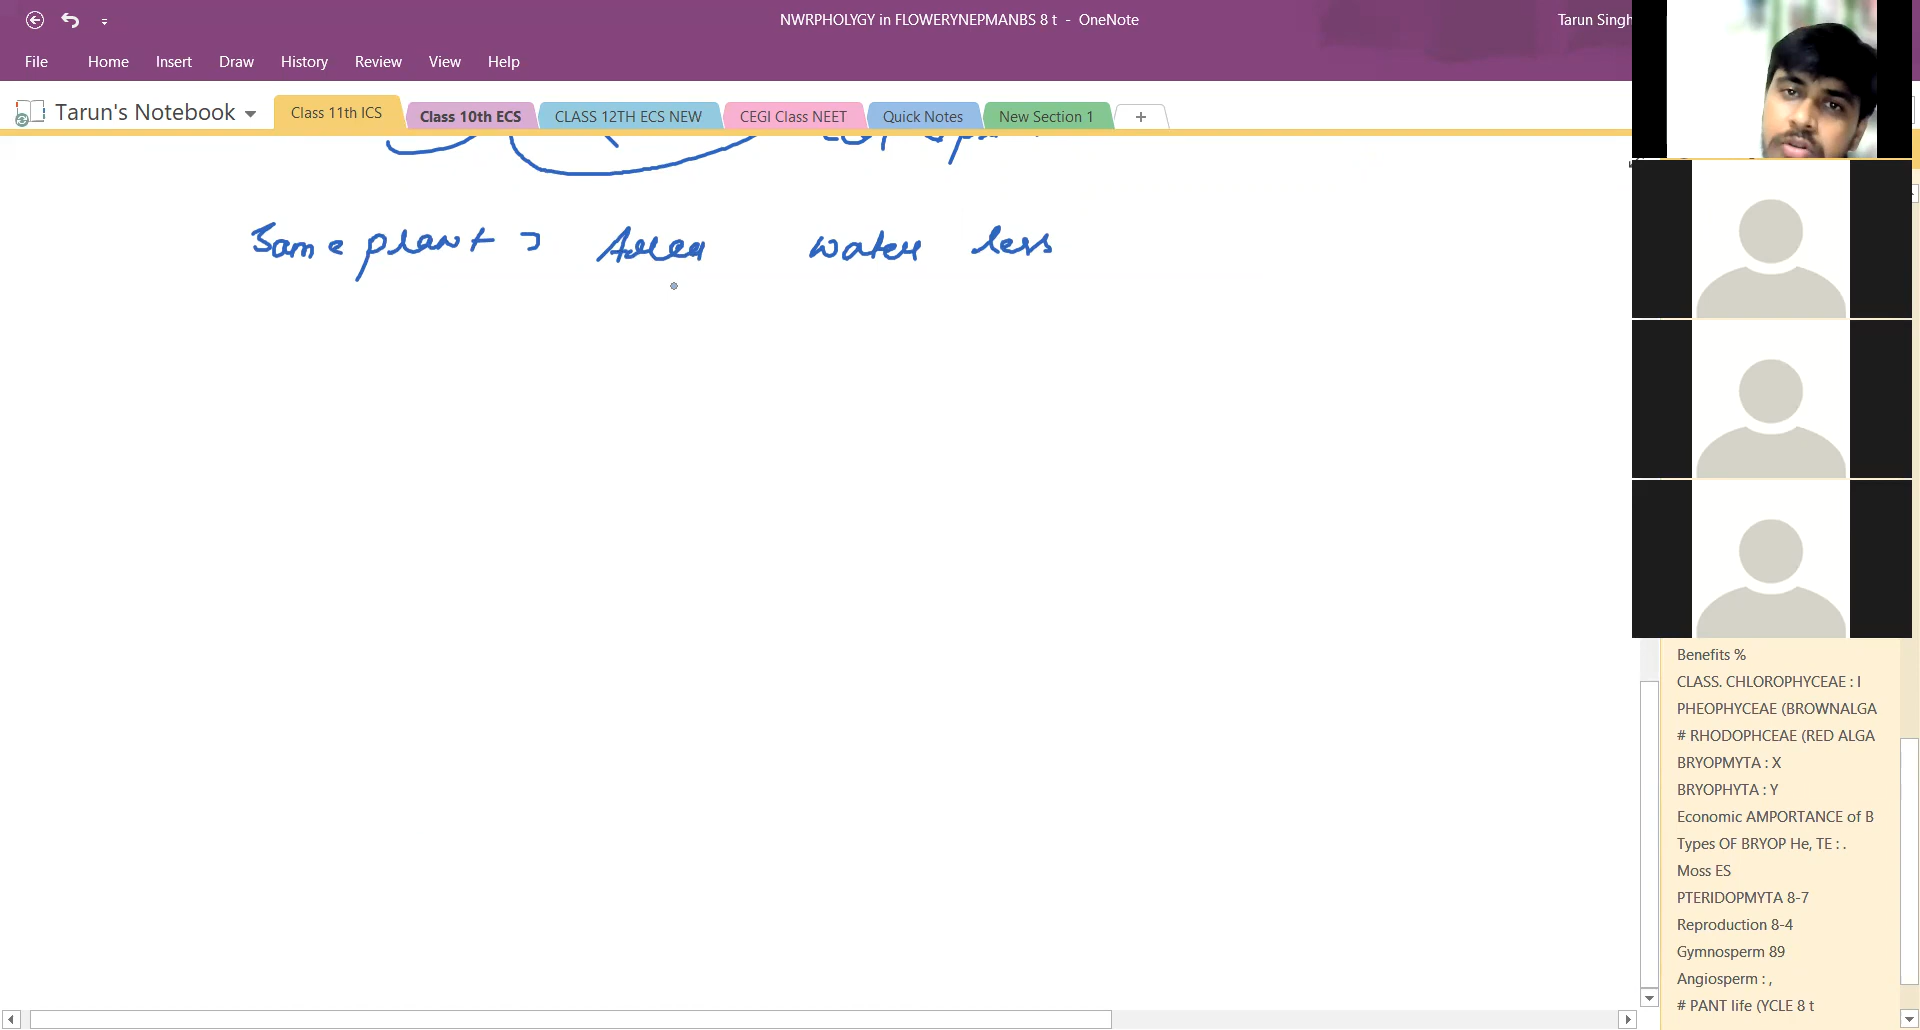 NWRPHOLYGY in FLOWERYNEPMANBS 8 t - OneNote
Tarun Singh
File Home Insert Draw History Review View Help
Tarun's Notebook Class 11th ICS Class 10th ECS CLASS 12TH ECS NEW CEGI Class NEET Quick Notes New Section 1 +
Same plant Area water less
Benefits %
CLASS. CHLOROPHYCEAE : I
PHEOPHYCEAE (BROWNALGA
# RHODOPHCEAE (RED ALGA
BRYOPMYTA : X
BRYOPHYTA : Y
Economic AMPORTANCE of B
Types OF BRYOP He, TE : .
Moss ES
PTERIDOPMYTA 8-7
Reproduction 8-4
Gymnosperm 89
Angiosperm : ,
# PANT life (YCLE 8 t